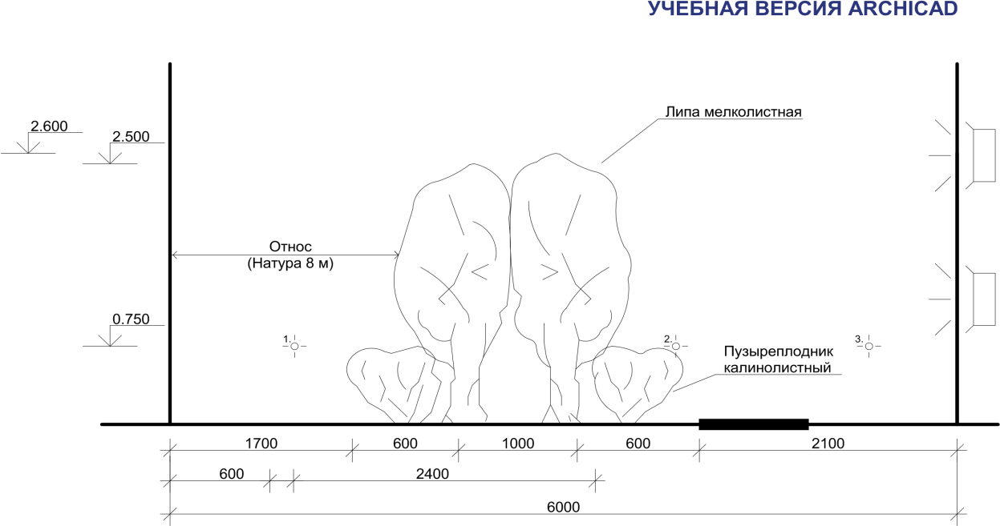 УЧЕБНАЯ ВЕРСИЯ ARCHICAD
Липа мелколистная
2.600
2.500
Относ
(Натура 8 м)
0.750
1.
2.
3.
Пузыреплодник
калинолистный
1700
600
1000
600
2100
600
2400
6000